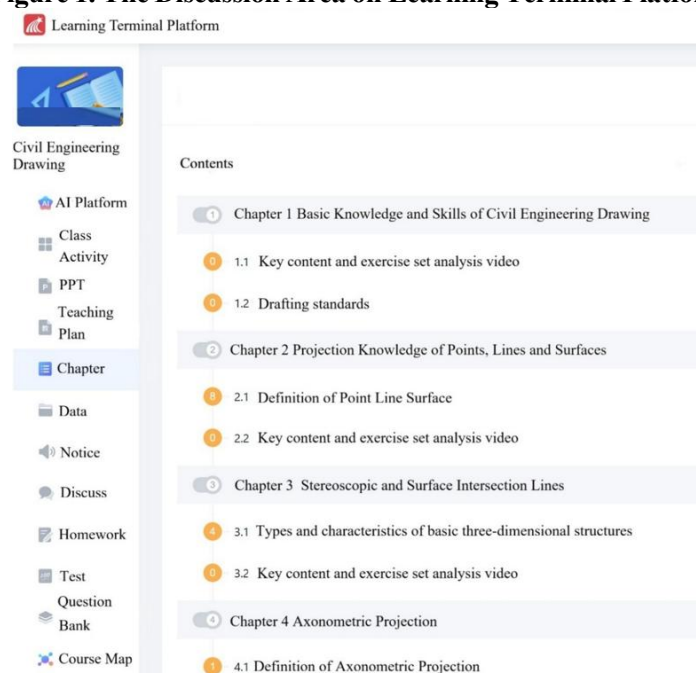 Figure 1. The Discussion Area on Learning Terminal Platfo
Learning Terminal Platform
Civil Engineering
Drawing
AI Platform
Class
Activity
PPT
Teaching
Plan
Chapter
Data
Notice
Discuss
Homework
Test
Question
Bank
Course Map
Contents
1 Chapter 1 Basic Knowledge and Skills of Civil Engineering Drawing
0 1.1 Key content and exercise set analysis video
0 1.2 Drafting standards
2 Chapter 2 Projection Knowledge of Points, Lines and Surfaces
8 2.1 Definition of Point Line Surface
0 2.2 Key content and exercise set analysis video
3 Chapter 3 Stereoscopic and Surface Intersection Lines
4 3.1 Types and characteristics of basic three-dimensional structures
0 3.2 Key content and exercise set analysis video
4 Chapter 4 Axonometric Projection
1 4.1 Definition of Axonometric Projection